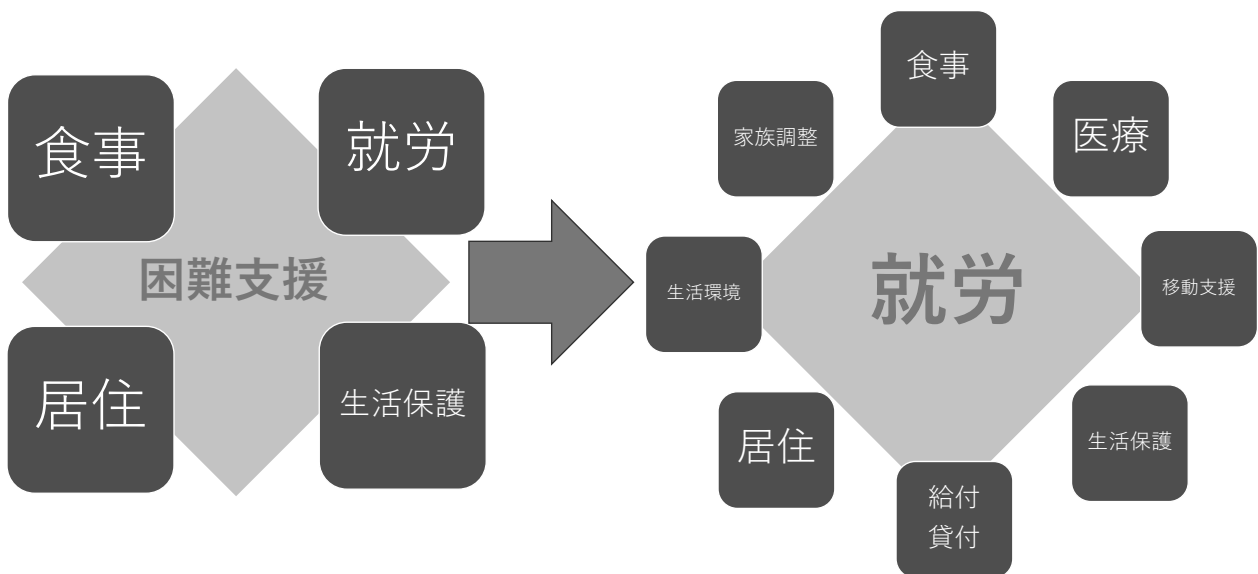 食事
就労
困難支援
居住
生活保護
食事
家族調整
医療
生活環境
就労
移動支援
居住
生活保護
給付
貸付